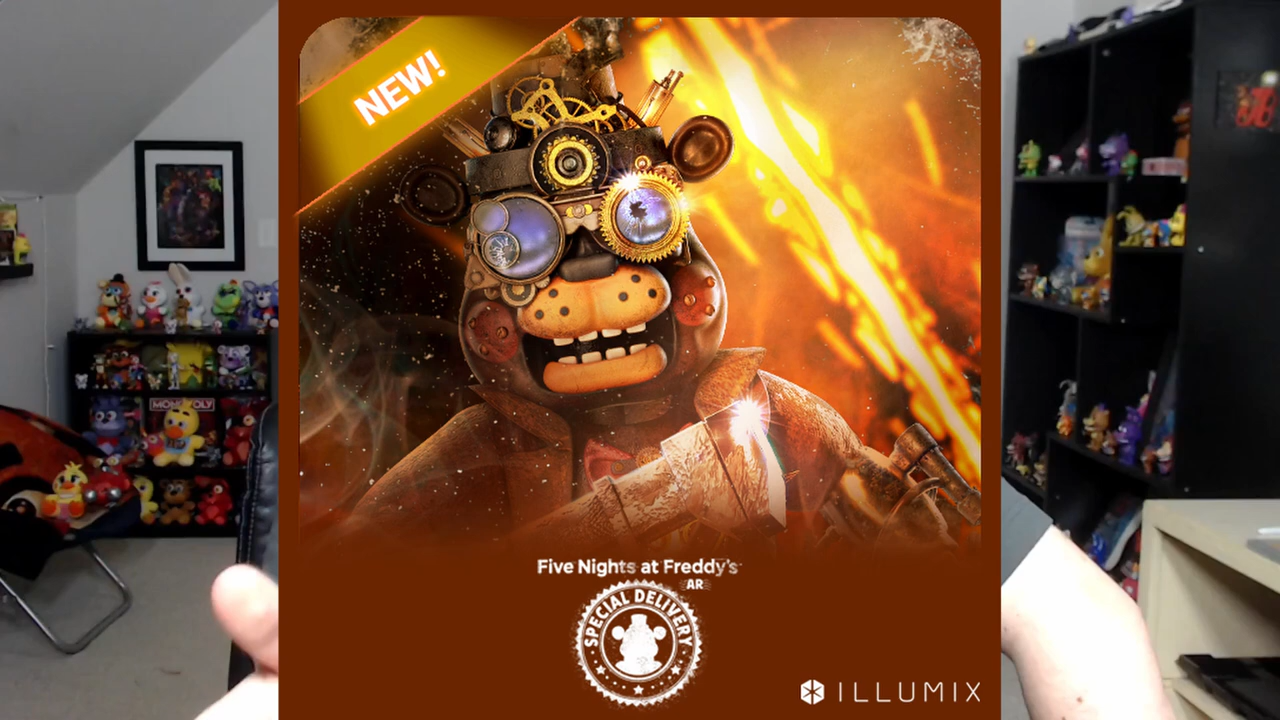 NEW!
MONOPOLY
Five Nights at Freddy's
AR
SPECIAL DELIVERY
ILLUMIX